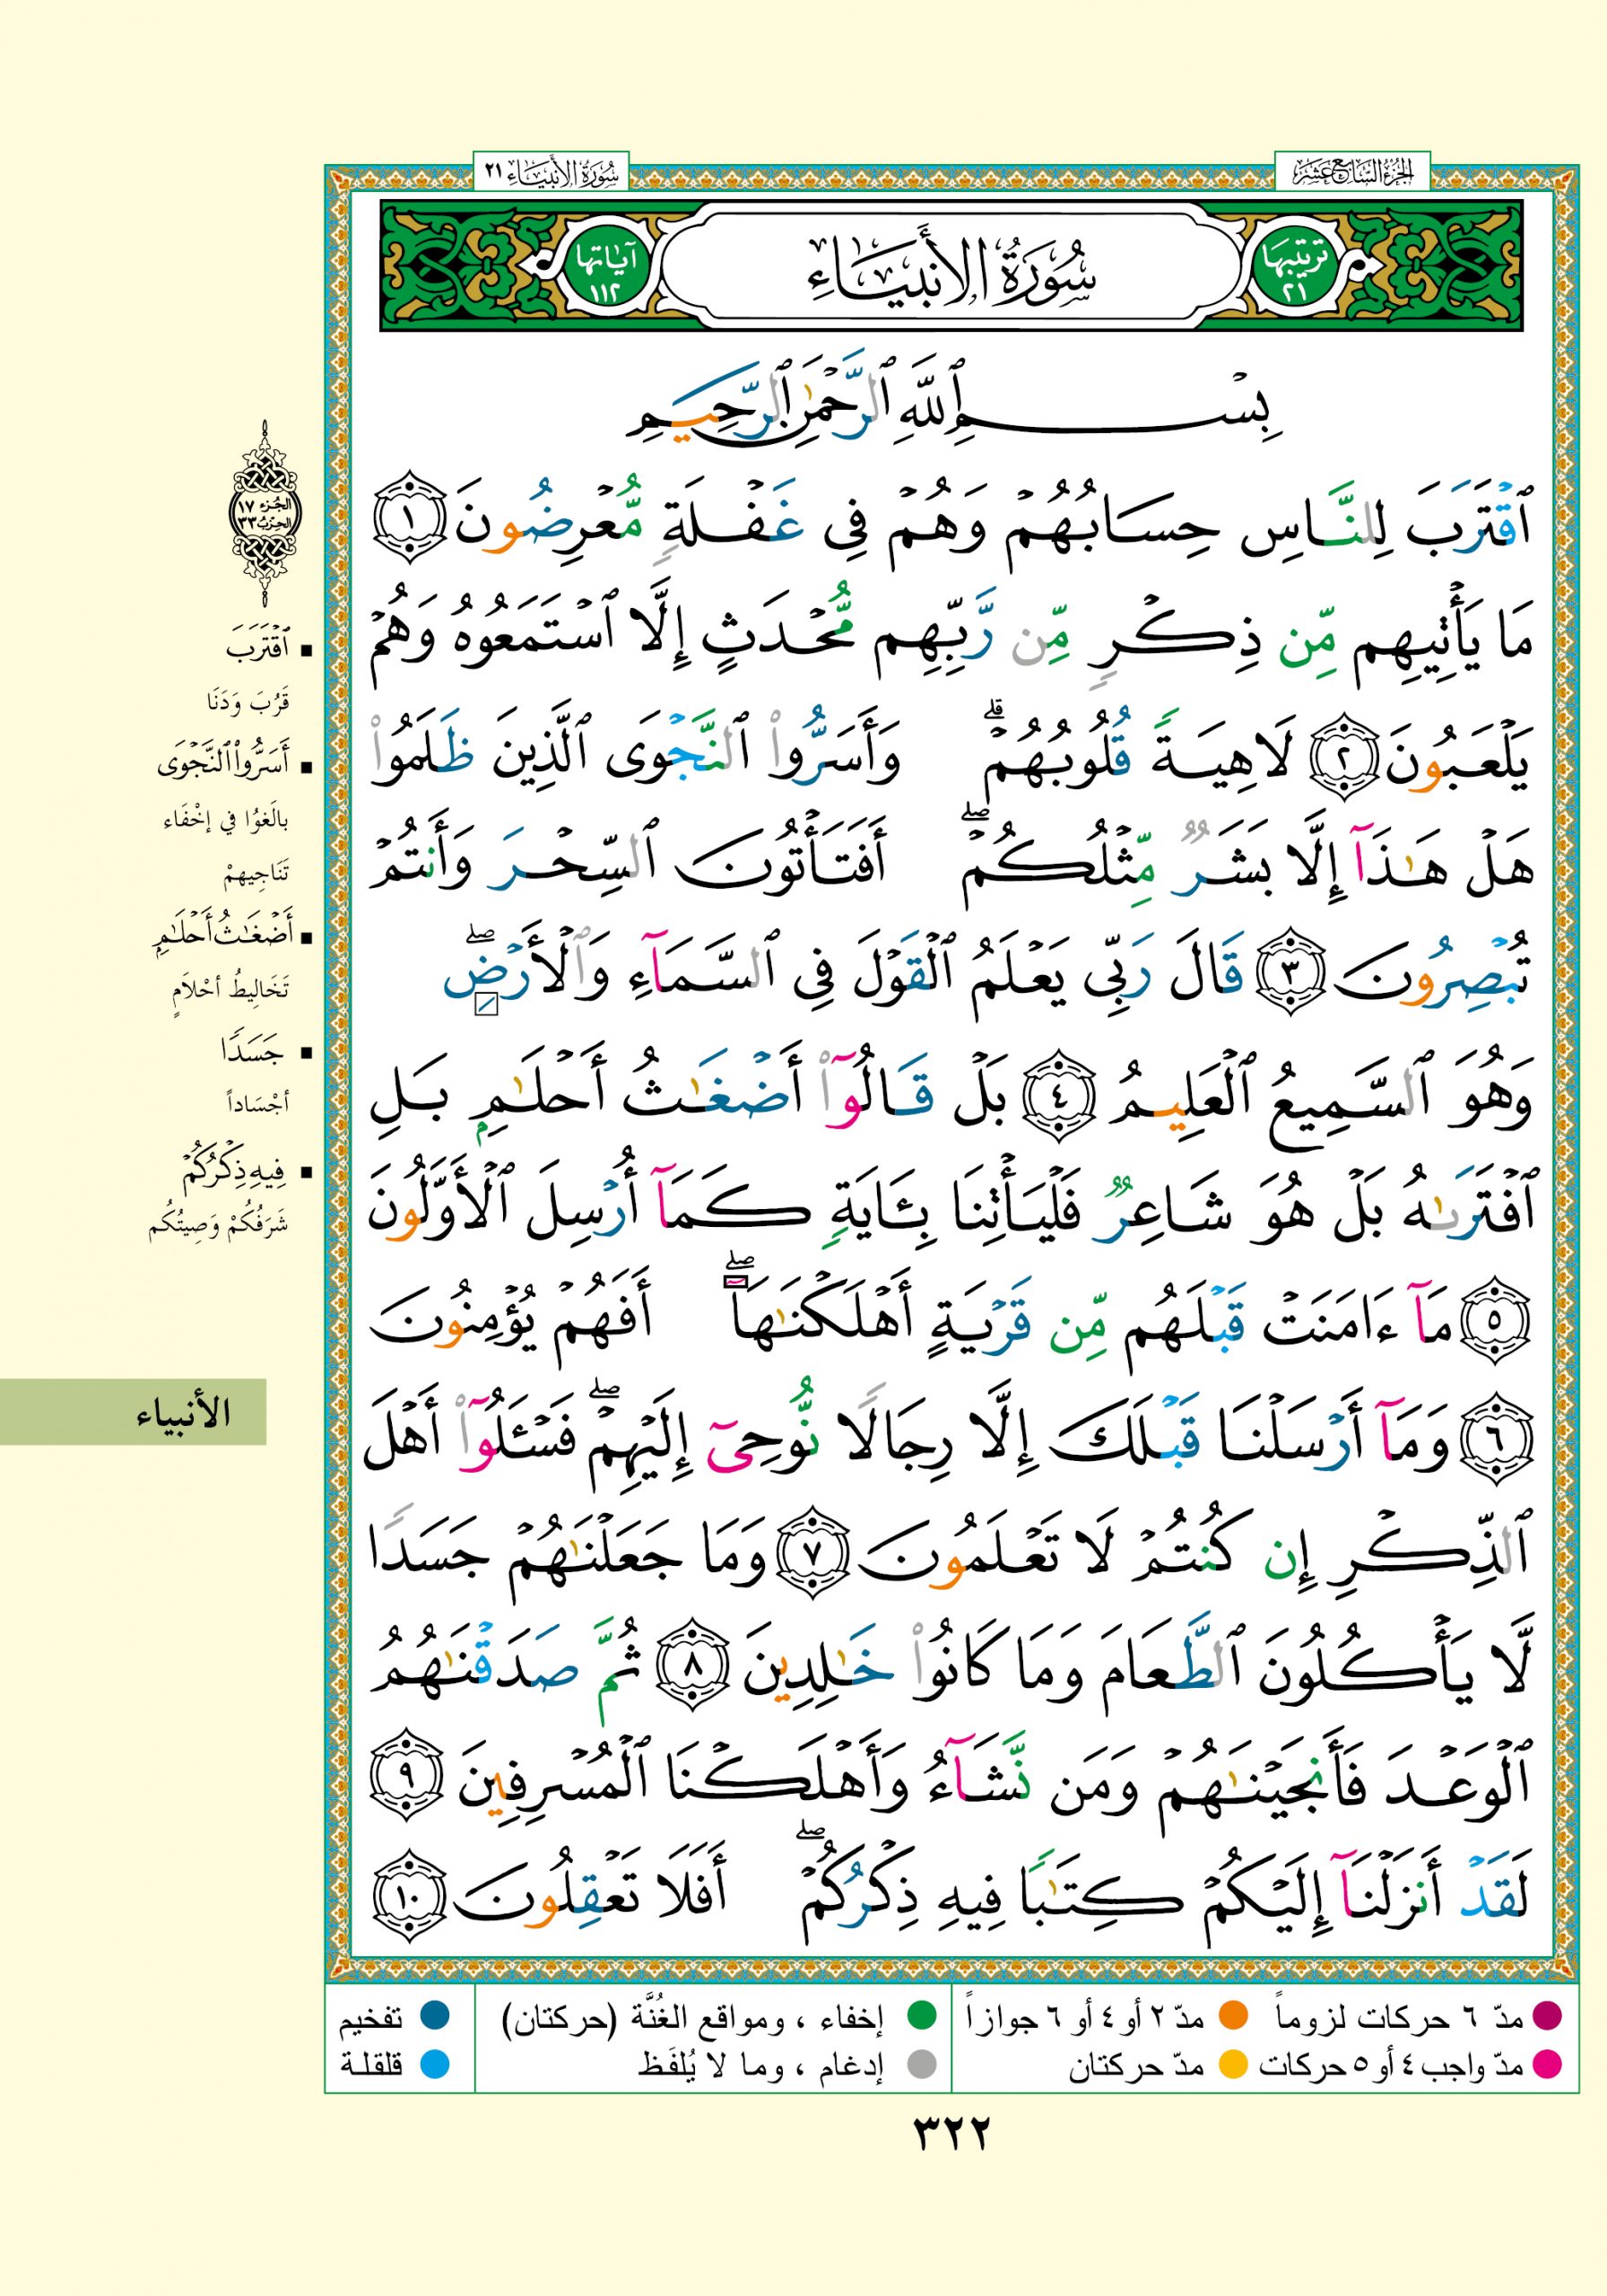 الجزء السابع عشر
سورة الأنبياء ٢١
ترتيبها ٢١
سُورَةُ الأَنبِيَاءِ
آياتها ١١٢
بِسْمِ ٱللَّهِ ٱلرَّحْمَٰنِ ٱلرَّحِيمِ
ٱقْتَرَبَ لِلنَّاسِ حِسَابُهُمْ وَهُمْ فِى غَفْلَةٍ مُّعْرِضُونَ ١
مَا يَأْتِيهِم مِّن ذِكْرٍ مِّن رَّبِّهِم مُّحْدَثٍ إِلَّا ٱسْتَمَعُوهُ وَهُمْ
يَلْعَبُونَ ٢ لَاهِيَةً قُلُوبُهُمْ ۗ وَأَسَرُّوا۟ ٱلنَّجْوَى ٱلَّذِينَ ظَلَمُوا۟
هَلْ هَٰذَآ إِلَّا بَشَرٌ مِّثْلُكُمْ ۖ أَفَتَأْتُونَ ٱلسِّحْرَ وَأَنتُمْ
تُبْصِرُونَ ٣ قَالَ رَبِّى يَعْلَمُ ٱلْقَوْلَ فِى ٱلسَّمَآءِ وَٱلْأَرْضِ ۖ
وَهُوَ ٱلسَّمِيعُ ٱلْعَلِيمُ ٤ بَلْ قَالُوٓا۟ أَضْغَٰثُ أَحْلَٰمٍۭ بَلِ
ٱفْتَرَىٰهُ بَلْ هُوَ شَاعِرٌ فَلْيَأْتِنَا بِـَٔايَةٍ كَمَآ أُرْسِلَ ٱلْأَوَّلُونَ
٥ مَآ ءَامَنَتْ قَبْلَهُم مِّن قَرْيَةٍ أَهْلَكْنَٰهَآ ۖ أَفَهُمْ يُؤْمِنُونَ
٦ وَمَآ أَرْسَلْنَا قَبْلَكَ إِلَّا رِجَالًا نُّوحِىٓ إِلَيْهِمْ ۖ فَسْـَٔلُوٓا۟ أَهْلَ
ٱلذِّكْرِ إِن كُنتُمْ لَا تَعْلَمُونَ ٧ وَمَا جَعَلْنَٰهُمْ جَسَدًا
لَّا يَأْكُلُونَ ٱلطَّعَامَ وَمَا كَانُوا۟ خَٰلِدِينَ ٨ ثُمَّ صَدَقْنَٰهُمُ
ٱلْوَعْدَ فَأَنجَيْنَٰهُمْ وَمَن نَّشَآءُ وَأَهْلَكْنَا ٱلْمُسْرِفِينَ ٩
لَقَدْ أَنزَلْنَآ إِلَيْكُمْ كِتَٰبًا فِيهِ ذِكْرُكُمْ ۖ أَفَلَا تَعْقِلُونَ ١٠
الجزء ١٧
الحزب ٣٣
▪ ٱقْتَرَبَ
قَرُبَ وَدَنَا
▪ أَسَرُّوا۟ ٱلنَّجْوَى
بالَغوُا في إخْفَاء
تَنَاجِيهِمْ
▪ أَضْغَٰثُ أَحْلَٰمٍ
تَخَالِيطُ أحْلاَمٍ
▪ جَسَدًا
أجْسَاداً
▪ فِيهِ ذِكْرُكُمْ
شَرَفُكُمْ وَصِيتُكُم
الأنبياء
مدّ ٦ حركات لزوماً
مدّ ٢ أو ٤ أو ٦ جوازاً
إخفاء ، ومواقع الغُنَّة (حركتان)
تفخيم
مدّ واجب ٤ أو ٥ حركات
مدّ حركتان
إدغام ، وما لا يُلفَظ
قلقلة
٣٢٢